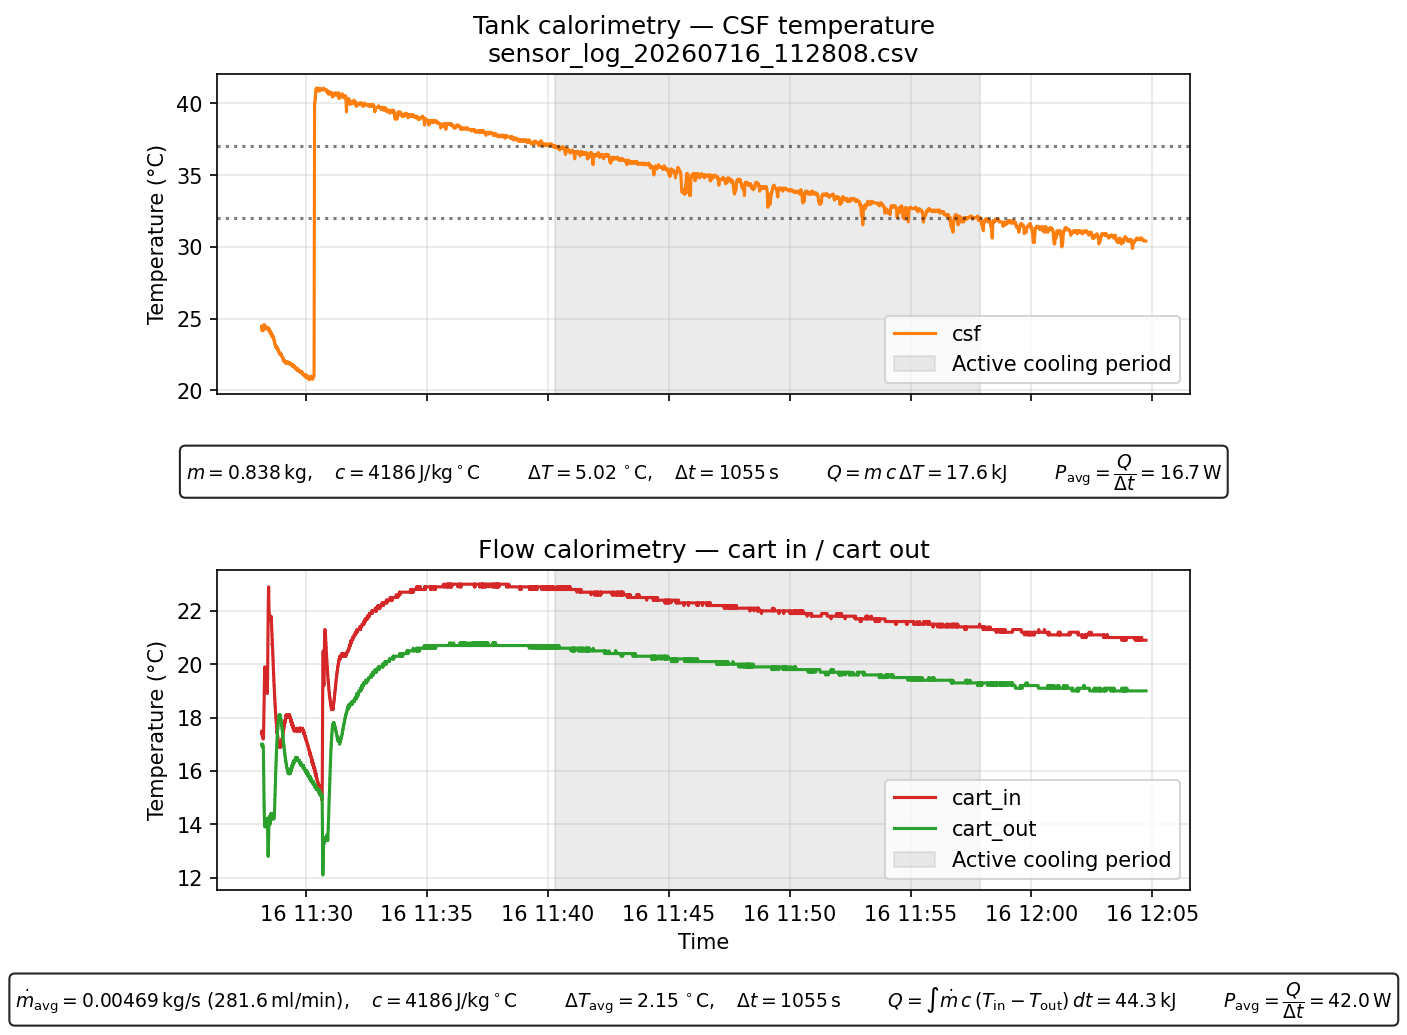 Tank calorimetry — CSF temperature
sensor_log_20260716_112808.csv
Temperature (°C)
40
35
30
25
20
csf
Active cooling period
m = 0.838 kg, c = 4186 J/kg°C ΔT = 5.02 °C, Δt = 1055 s Q = m c ΔT = 17.6 kJ P_avg = Q/Δt = 16.7 W
Flow calorimetry — cart in / cart out
Temperature (°C)
22
20
18
16
14
12
cart_in
cart_out
Active cooling period
16 11:30 16 11:35 16 11:40 16 11:45 16 11:50 16 11:55 16 12:00 16 12:05
Time
ṁ_avg = 0.00469 kg/s (281.6 ml/min), c = 4186 J/kg°C ΔT_avg = 2.15 °C, Δt = 1055 s Q = ∫ṁ c (T_in − T_out) dt = 44.3 kJ P_avg = Q/Δt = 42.0 W